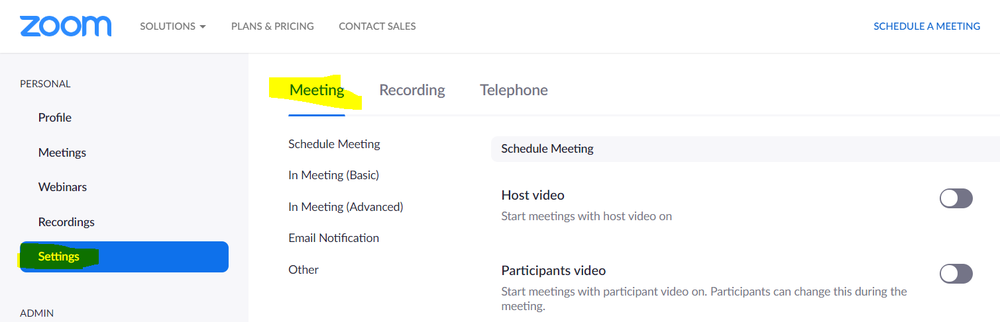 zoom
SOLUTIONS
PLANS & PRICING
CONTACT SALES
SCHEDULE A MEETING
PERSONAL
Profile
Meetings
Webinars
Recordings
Settings
ADMIN
Meeting
Recording
Telephone
Schedule Meeting
In Meeting (Basic)
In Meeting (Advanced)
Email Notification
Other
Schedule Meeting
Host video
Start meetings with host video on
Participants video
Start meetings with participant video on. Participants can change this during the
meeting.